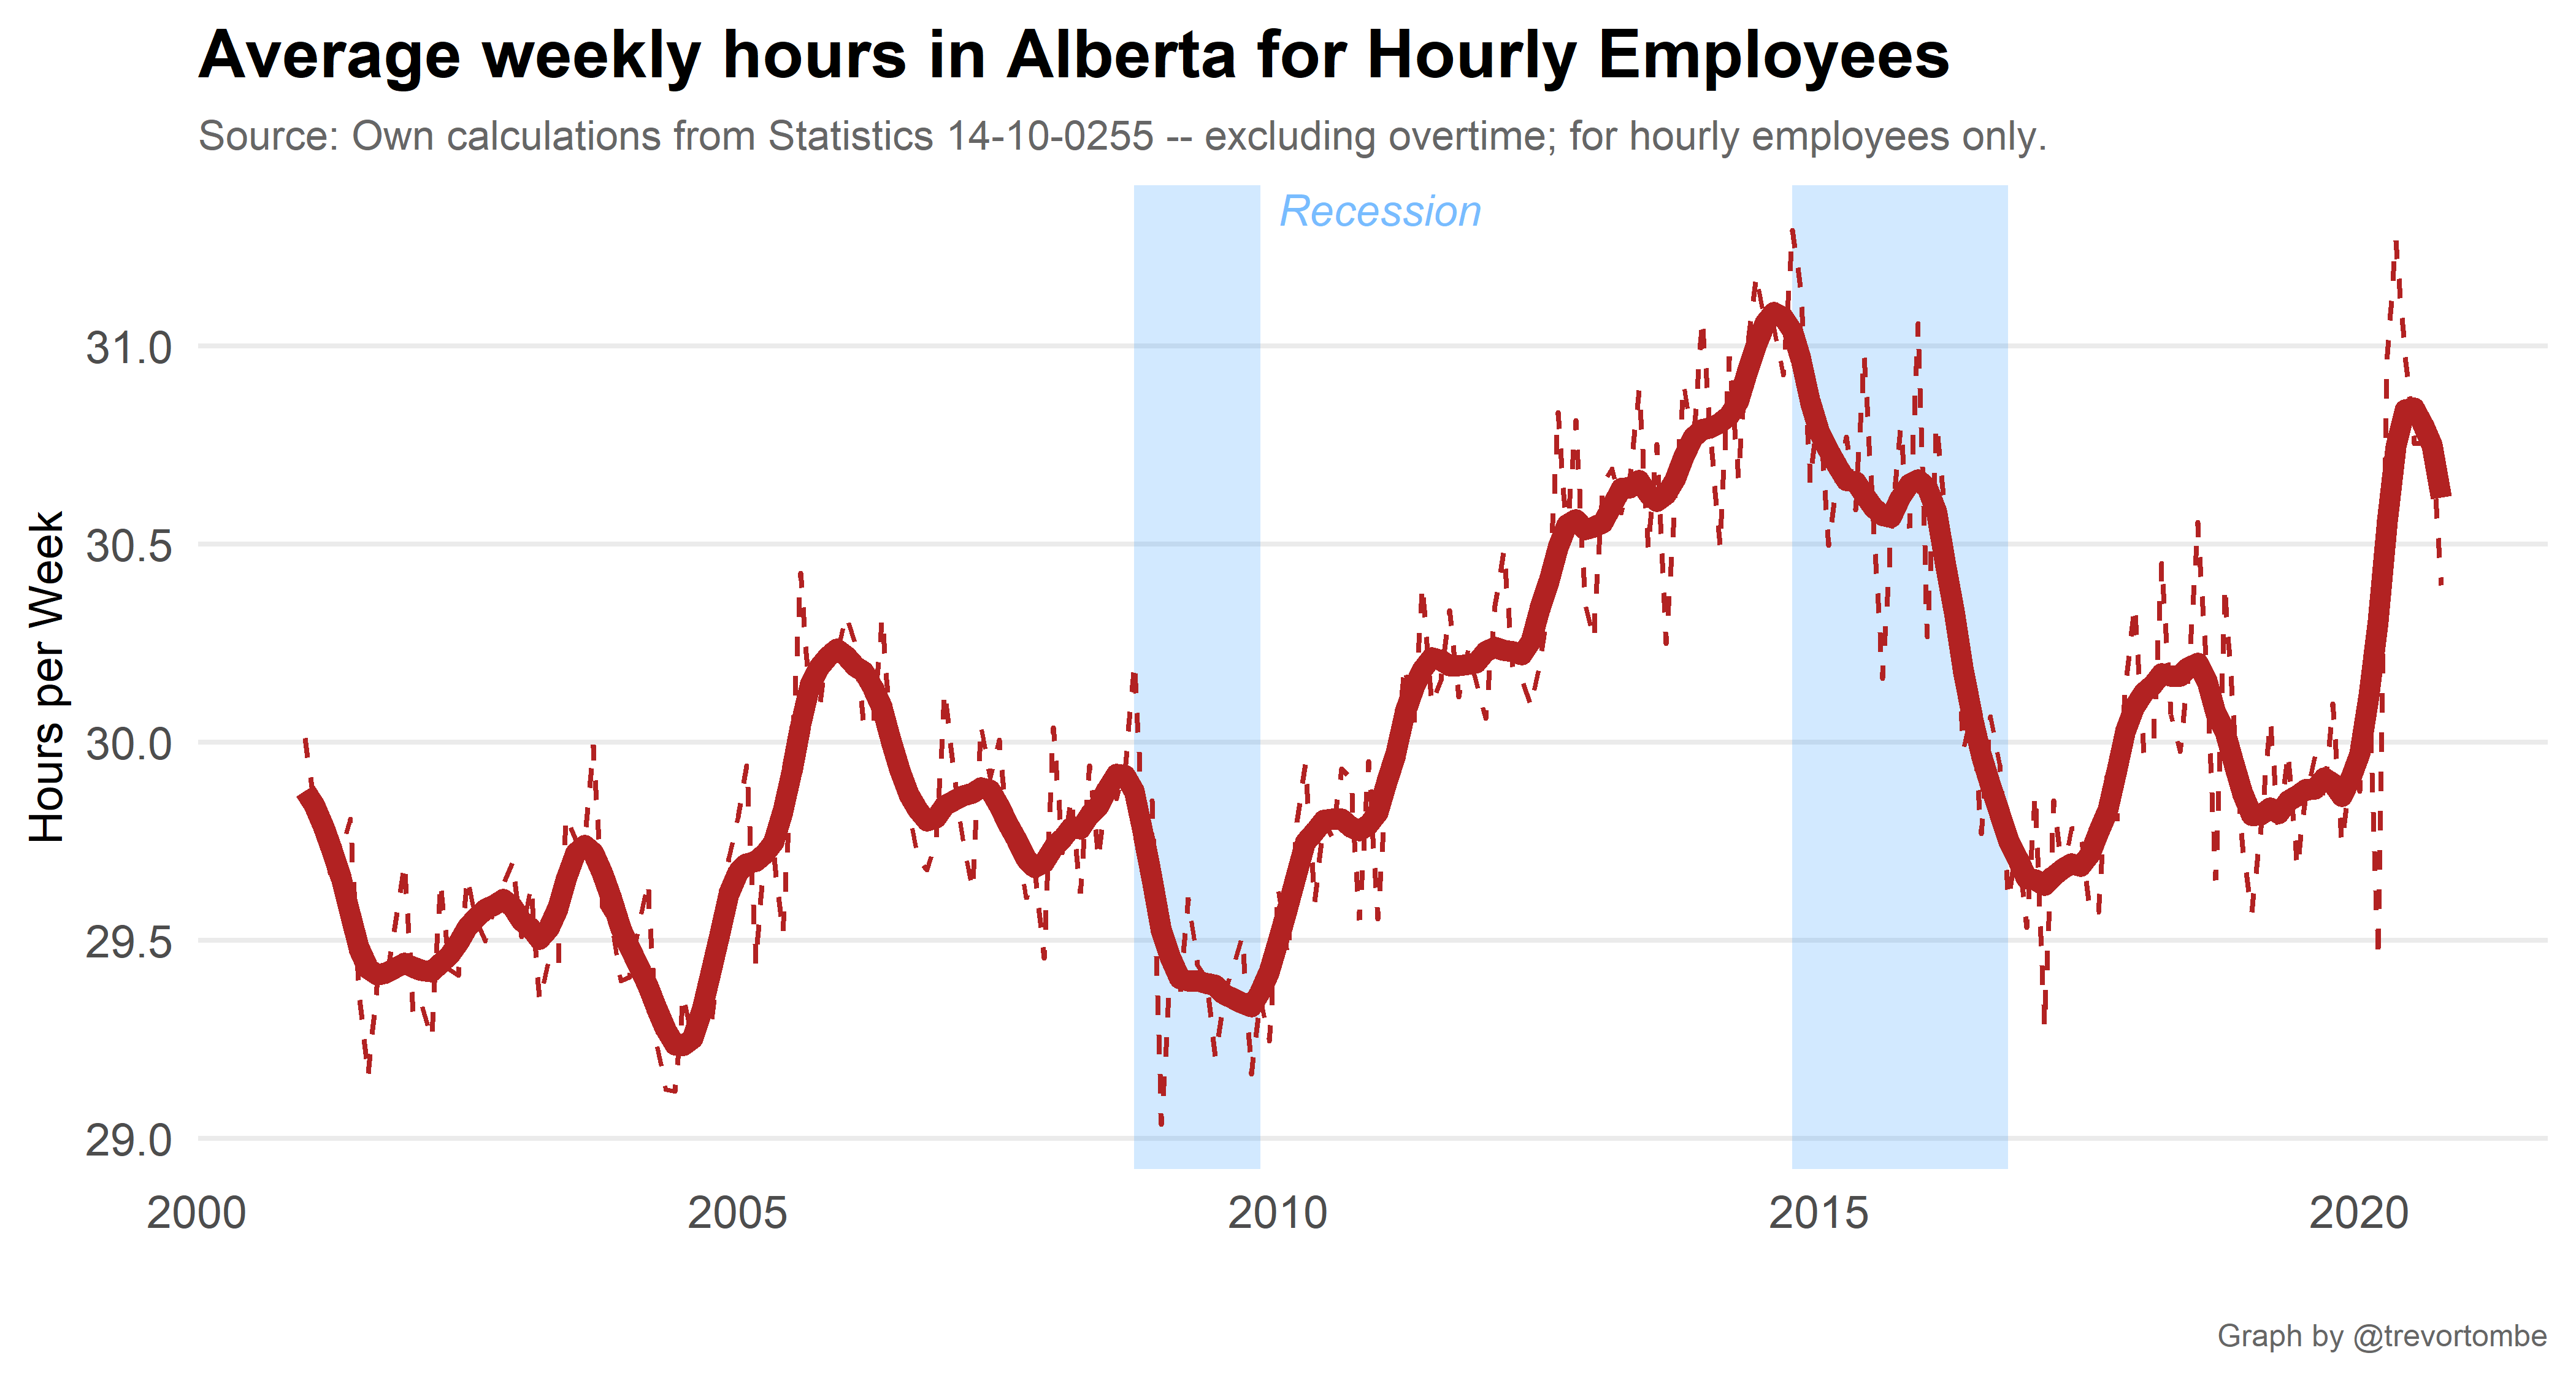 Average weekly hours in Alberta for Hourly Employees
Source: Own calculations from Statistics 14-10-0255 -- excluding overtime; for hourly employees only.
Recession
Hours per Week
31.0
30.5
30.0
29.5
29.0
2000
2005
2010
2015
2020
Graph by @trevortombe